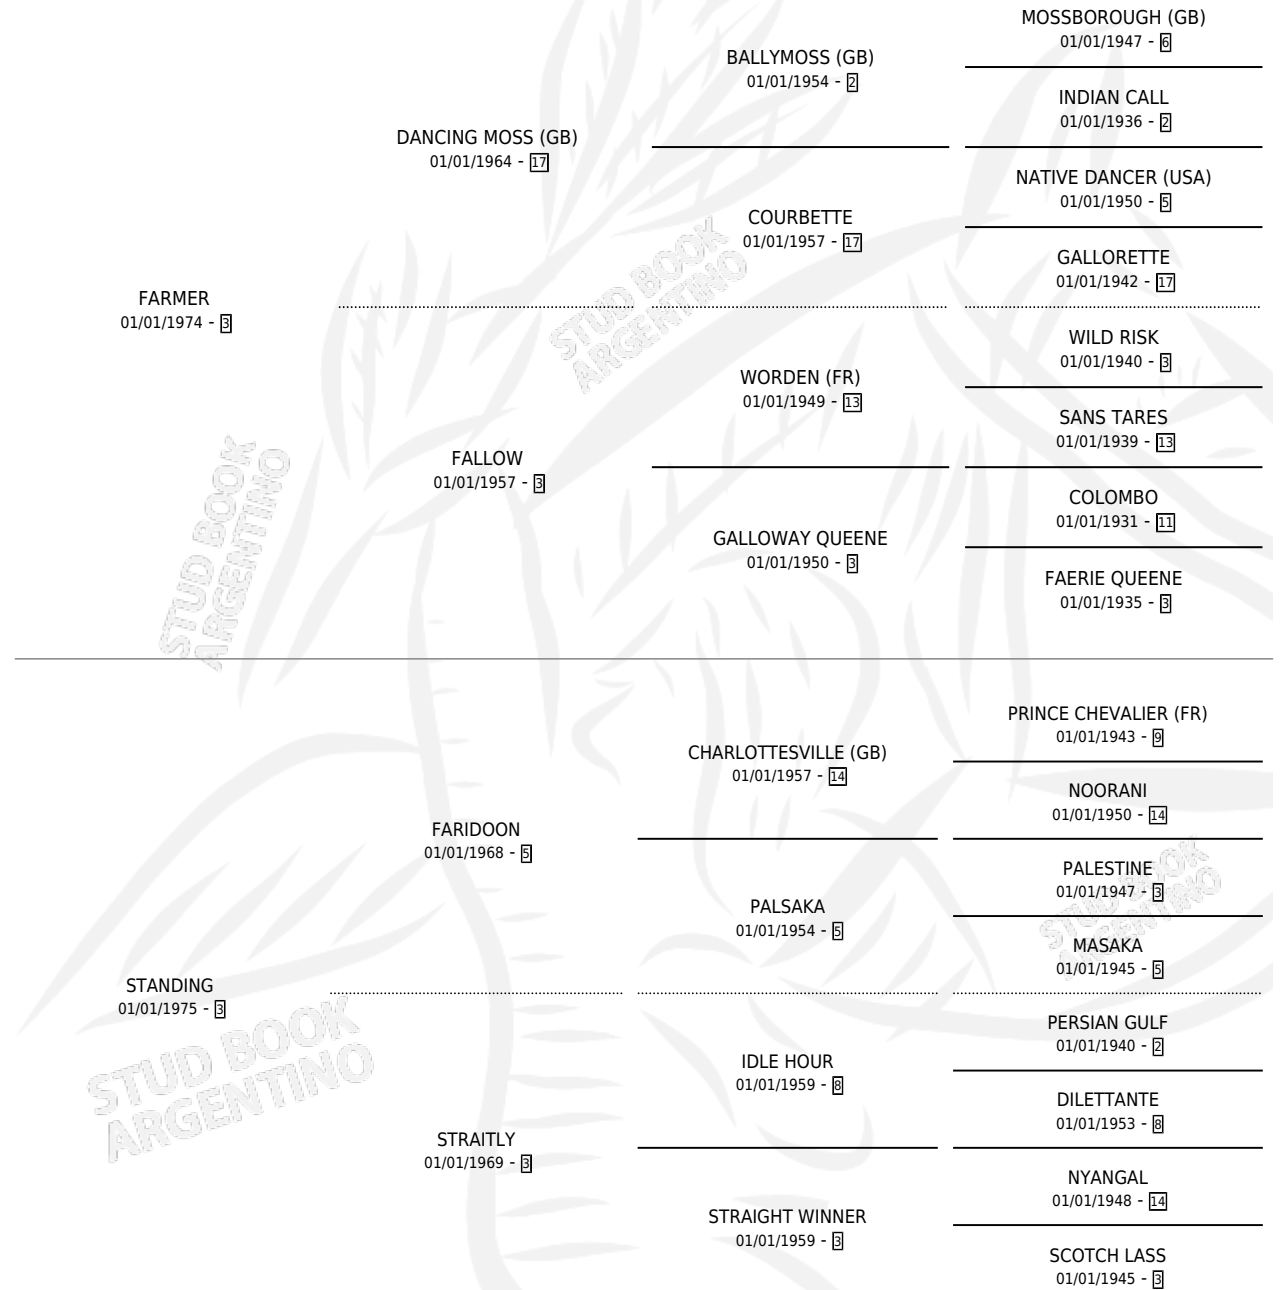 MOSSBOROUGH (GB)
01/01/1947 - 6
BALLYMOSS (GB)
01/01/1954 - 2
INDIAN CALL
01/01/1936 - 2
DANCING MOSS (GB)
01/01/1964 - 17
NATIVE DANCER (USA)
01/01/1950 - 5
COURBETTE
01/01/1957 - 17
GALLORETTE
01/01/1942 - 17
FARMER
01/01/1974 - 3
WILD RISK
01/01/1940 - 3
WORDEN (FR)
01/01/1949 - 13
SANS TARES
01/01/1939 - 13
FALLOW
01/01/1957 - 3
COLOMBO
01/01/1931 - 11
GALLOWAY QUEENE
01/01/1950 - 3
FAERIE QUEENE
01/01/1935 - 3
PRINCE CHEVALIER (FR)
01/01/1943 - 9
CHARLOTTESVILLE (GB)
01/01/1957 - 14
NOORANI
01/01/1950 - 14
FARIDOON
01/01/1968 - 5
PALESTINE
01/01/1947 - 3
PALSAKA
01/01/1954 - 5
MASAKA
01/01/1945 - 5
STANDING
01/01/1975 - 3
PERSIAN GULF
01/01/1940 - 2
IDLE HOUR
01/01/1959 - 8
DILETTANTE
01/01/1953 - 8
STRAITLY
01/01/1969 - 3
NYANGAL
01/01/1948 - 14
STRAIGHT WINNER
01/01/1959 - 3
SCOTCH LASS
01/01/1945 - 3
STUD BOOK
ARGENTINO
STUD BOOK
ARGENTINO
STUD BOOK
ARGENTINO
STUD BOOK
ARGENTINO